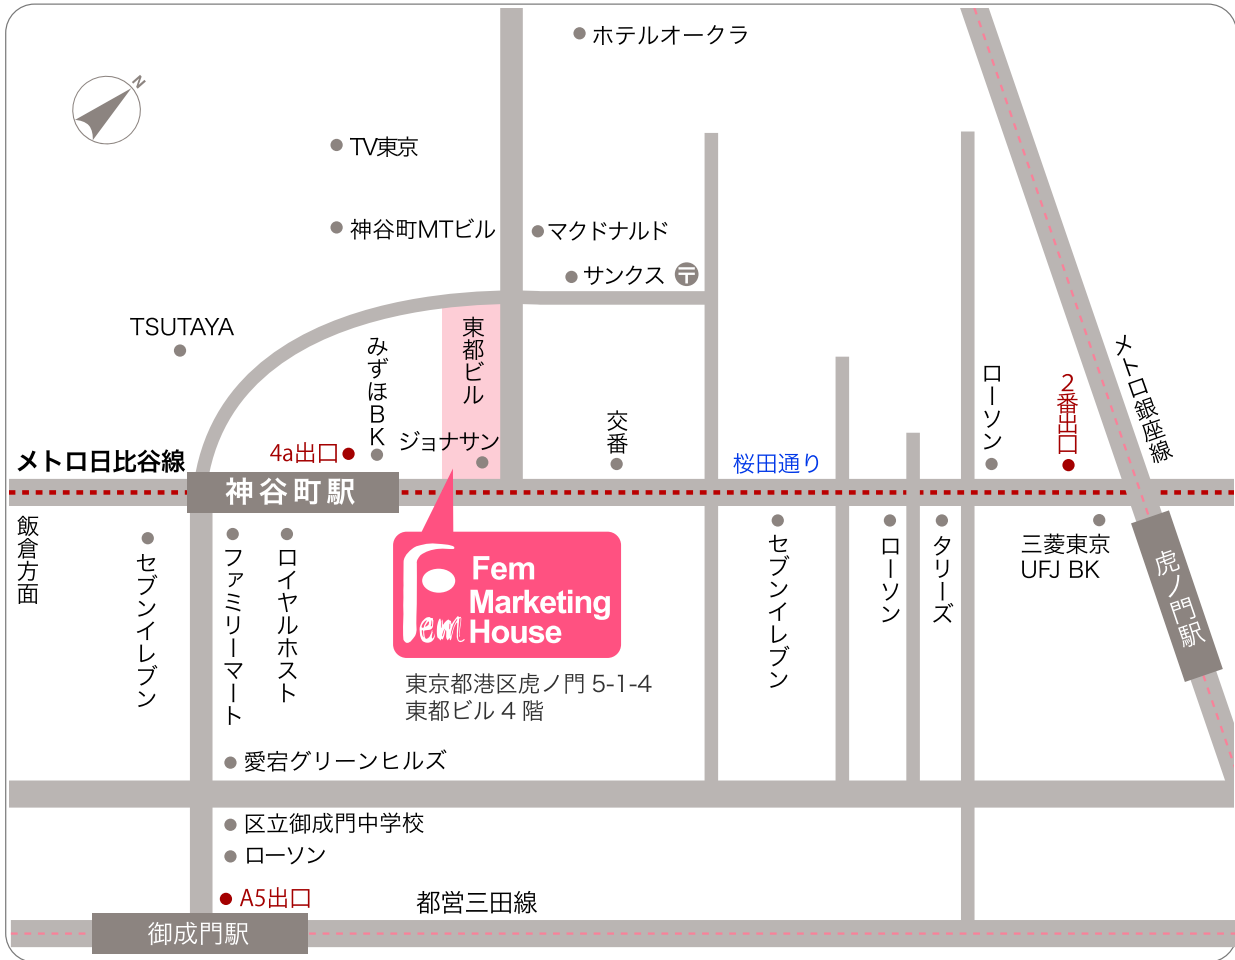 ホテルオークラ
N
TV東京
神谷町MTビル
マクドナルド
サンクス
〒
TSUTAYA
東都ビル
みずほBK
メトロ銀座線
ローソン
2番出口
交番
ジョナサン
4a出口
桜田通り
メトロ日比谷線
神谷町駅
飯倉方面
セブンイレブン
ファミリーマート
ロイヤルホスト
Fem
Fem
Marketing
House
東京都港区虎ノ門 5-1-4
東都ビル 4 階
セブンイレブン
ローソン
タリーズ
三菱東京
UFJ BK
虎ノ門駅
愛宕グリーンヒルズ
区立御成門中学校
ローソン
A5出口
都営三田線
御成門駅